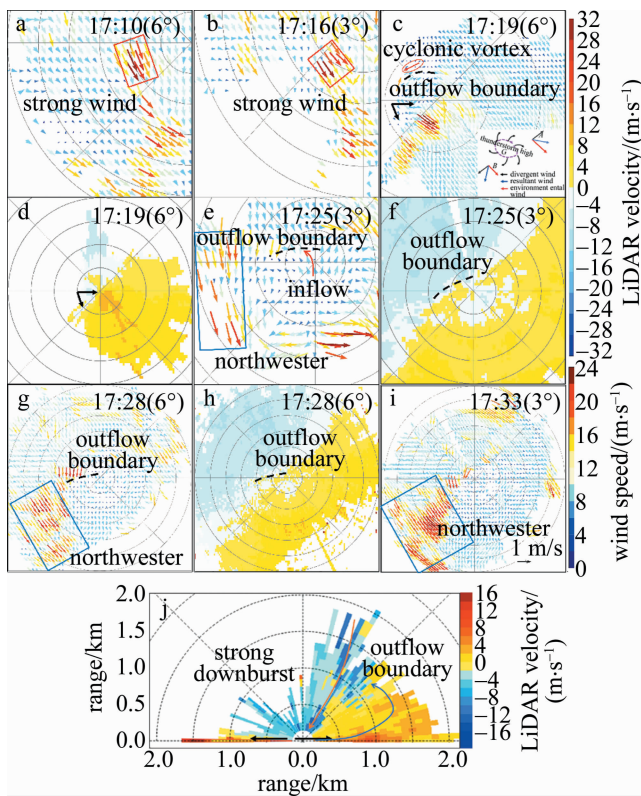 a 17:10(6°)
strong wind
b 17:16(3°)
strong wind
c 17:19(6°)
cyclonic vortex
outflow boundary
thunderstorm high
G
B
divergent wind
resultant wind
environment ental
wind
d 17:19(6°)
e 17:25(3°)
outflow boundary
inflow
northwester
f 17:25(3°)
outflow
boundary
g 17:28(6°)
outflow
boundary
northwester
h 17:28(6°)
outflow
boundary
i 17:33(3°)
northwester
1 m/s
32
28
24
20
16
12
8
4
0
−4
−8
−12
−16
−20
−24
−28
−32
LiDAR velocity/(m·s⁻¹)
24
20
16
12
8
4
0
wind speed/(m·s⁻¹)
j
strong
downburst
outflow
boundary
2.0
1.5
1.0
0.5
0.0
range/km
2.0 1.0 0.0 1.0 2.0
range/km
16
12
8
4
0
−4
−8
−12
−16
LiDAR velocity/
(m·s⁻¹)